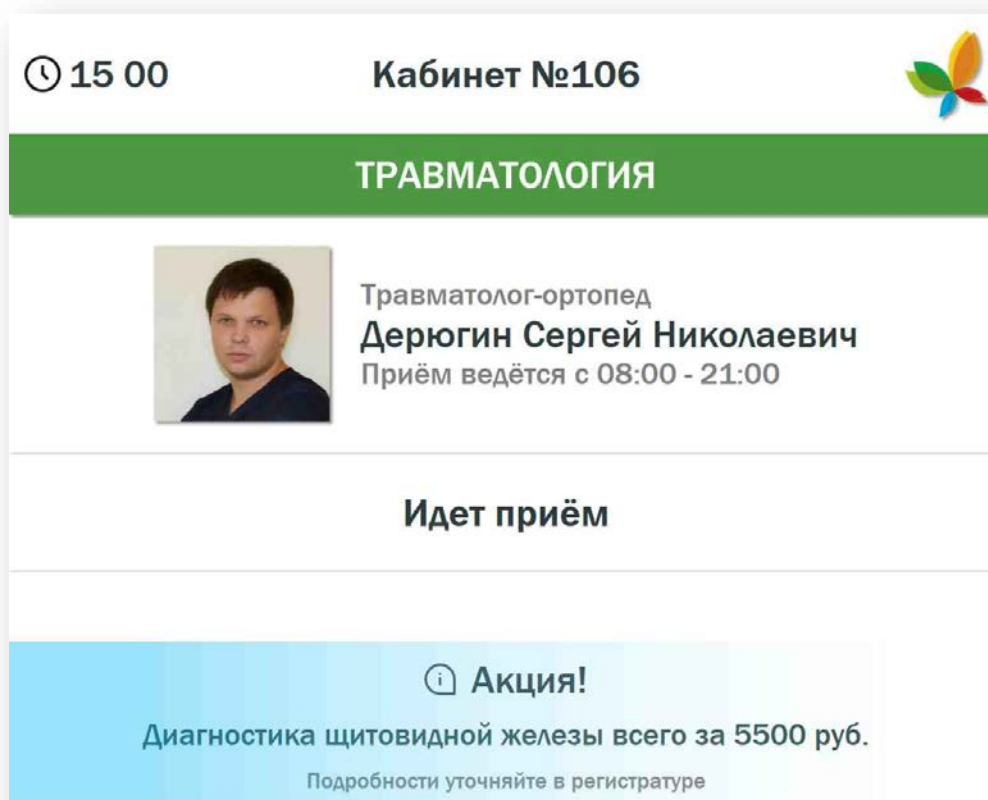 15 00
Кабинет №106
ТРАВМАТОЛОГИЯ
Травматолог-ортопед
Дерюгин Сергей Николаевич
Приём ведётся с 08:00 - 21:00
Идет приём
Акция!
Диагностика щитовидной железы всего за 5500 руб.
Подробности уточняйте в регистратуре